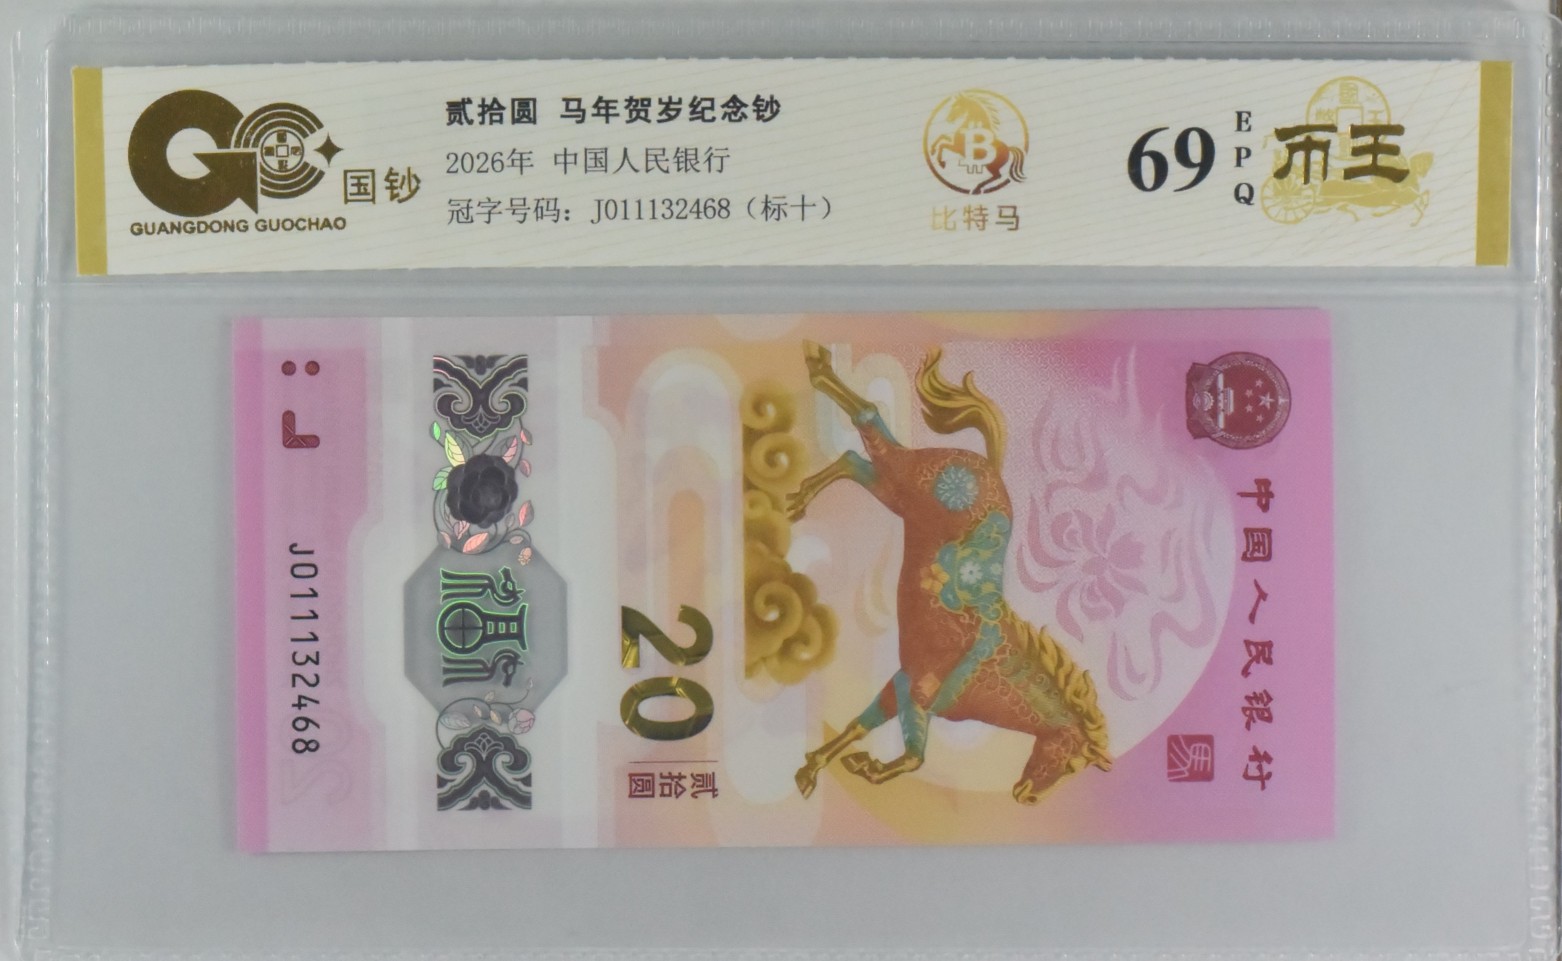 贰拾圆 马年贺岁纪念钞
2026年 中国人民银行
冠字号码：J011132468（标十）
国钞
GUANGDONG GUOCHAO
B
比特马
69
EPQ
币王
J011132468
20
贰拾圆
中国人民银行